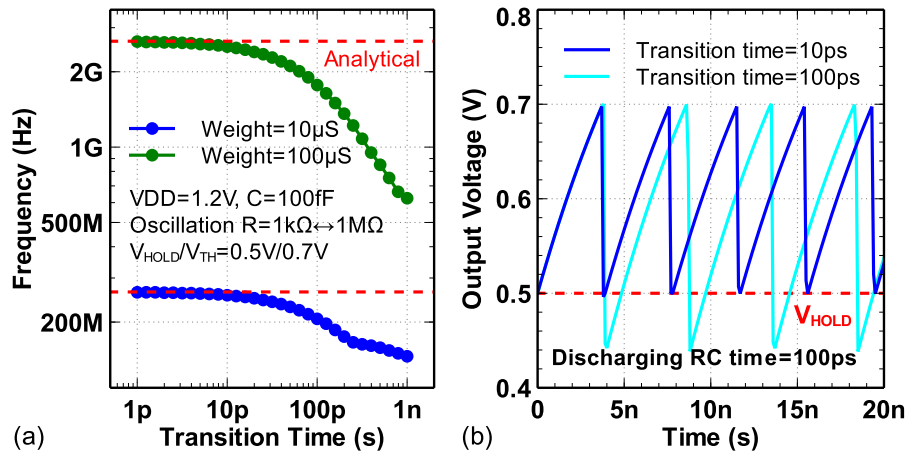 Frequency (Hz)
2G
1G
500M
200M
Analytical
Weight=10µS
Weight=100µS
VDD=1.2V, C=100fF
Oscillation R=1kΩ↔1MΩ
VHOLD/VTH=0.5V/0.7V
1p 10p 100p 1n
Transition Time (s)
(a)
Output Voltage (V)
0.8
0.7
0.6
0.5
0.4
Transition time=10ps
Transition time=100ps
VHOLD
Discharging RC time=100ps
0 5n 10n 15n 20n
Time (s)
(b)